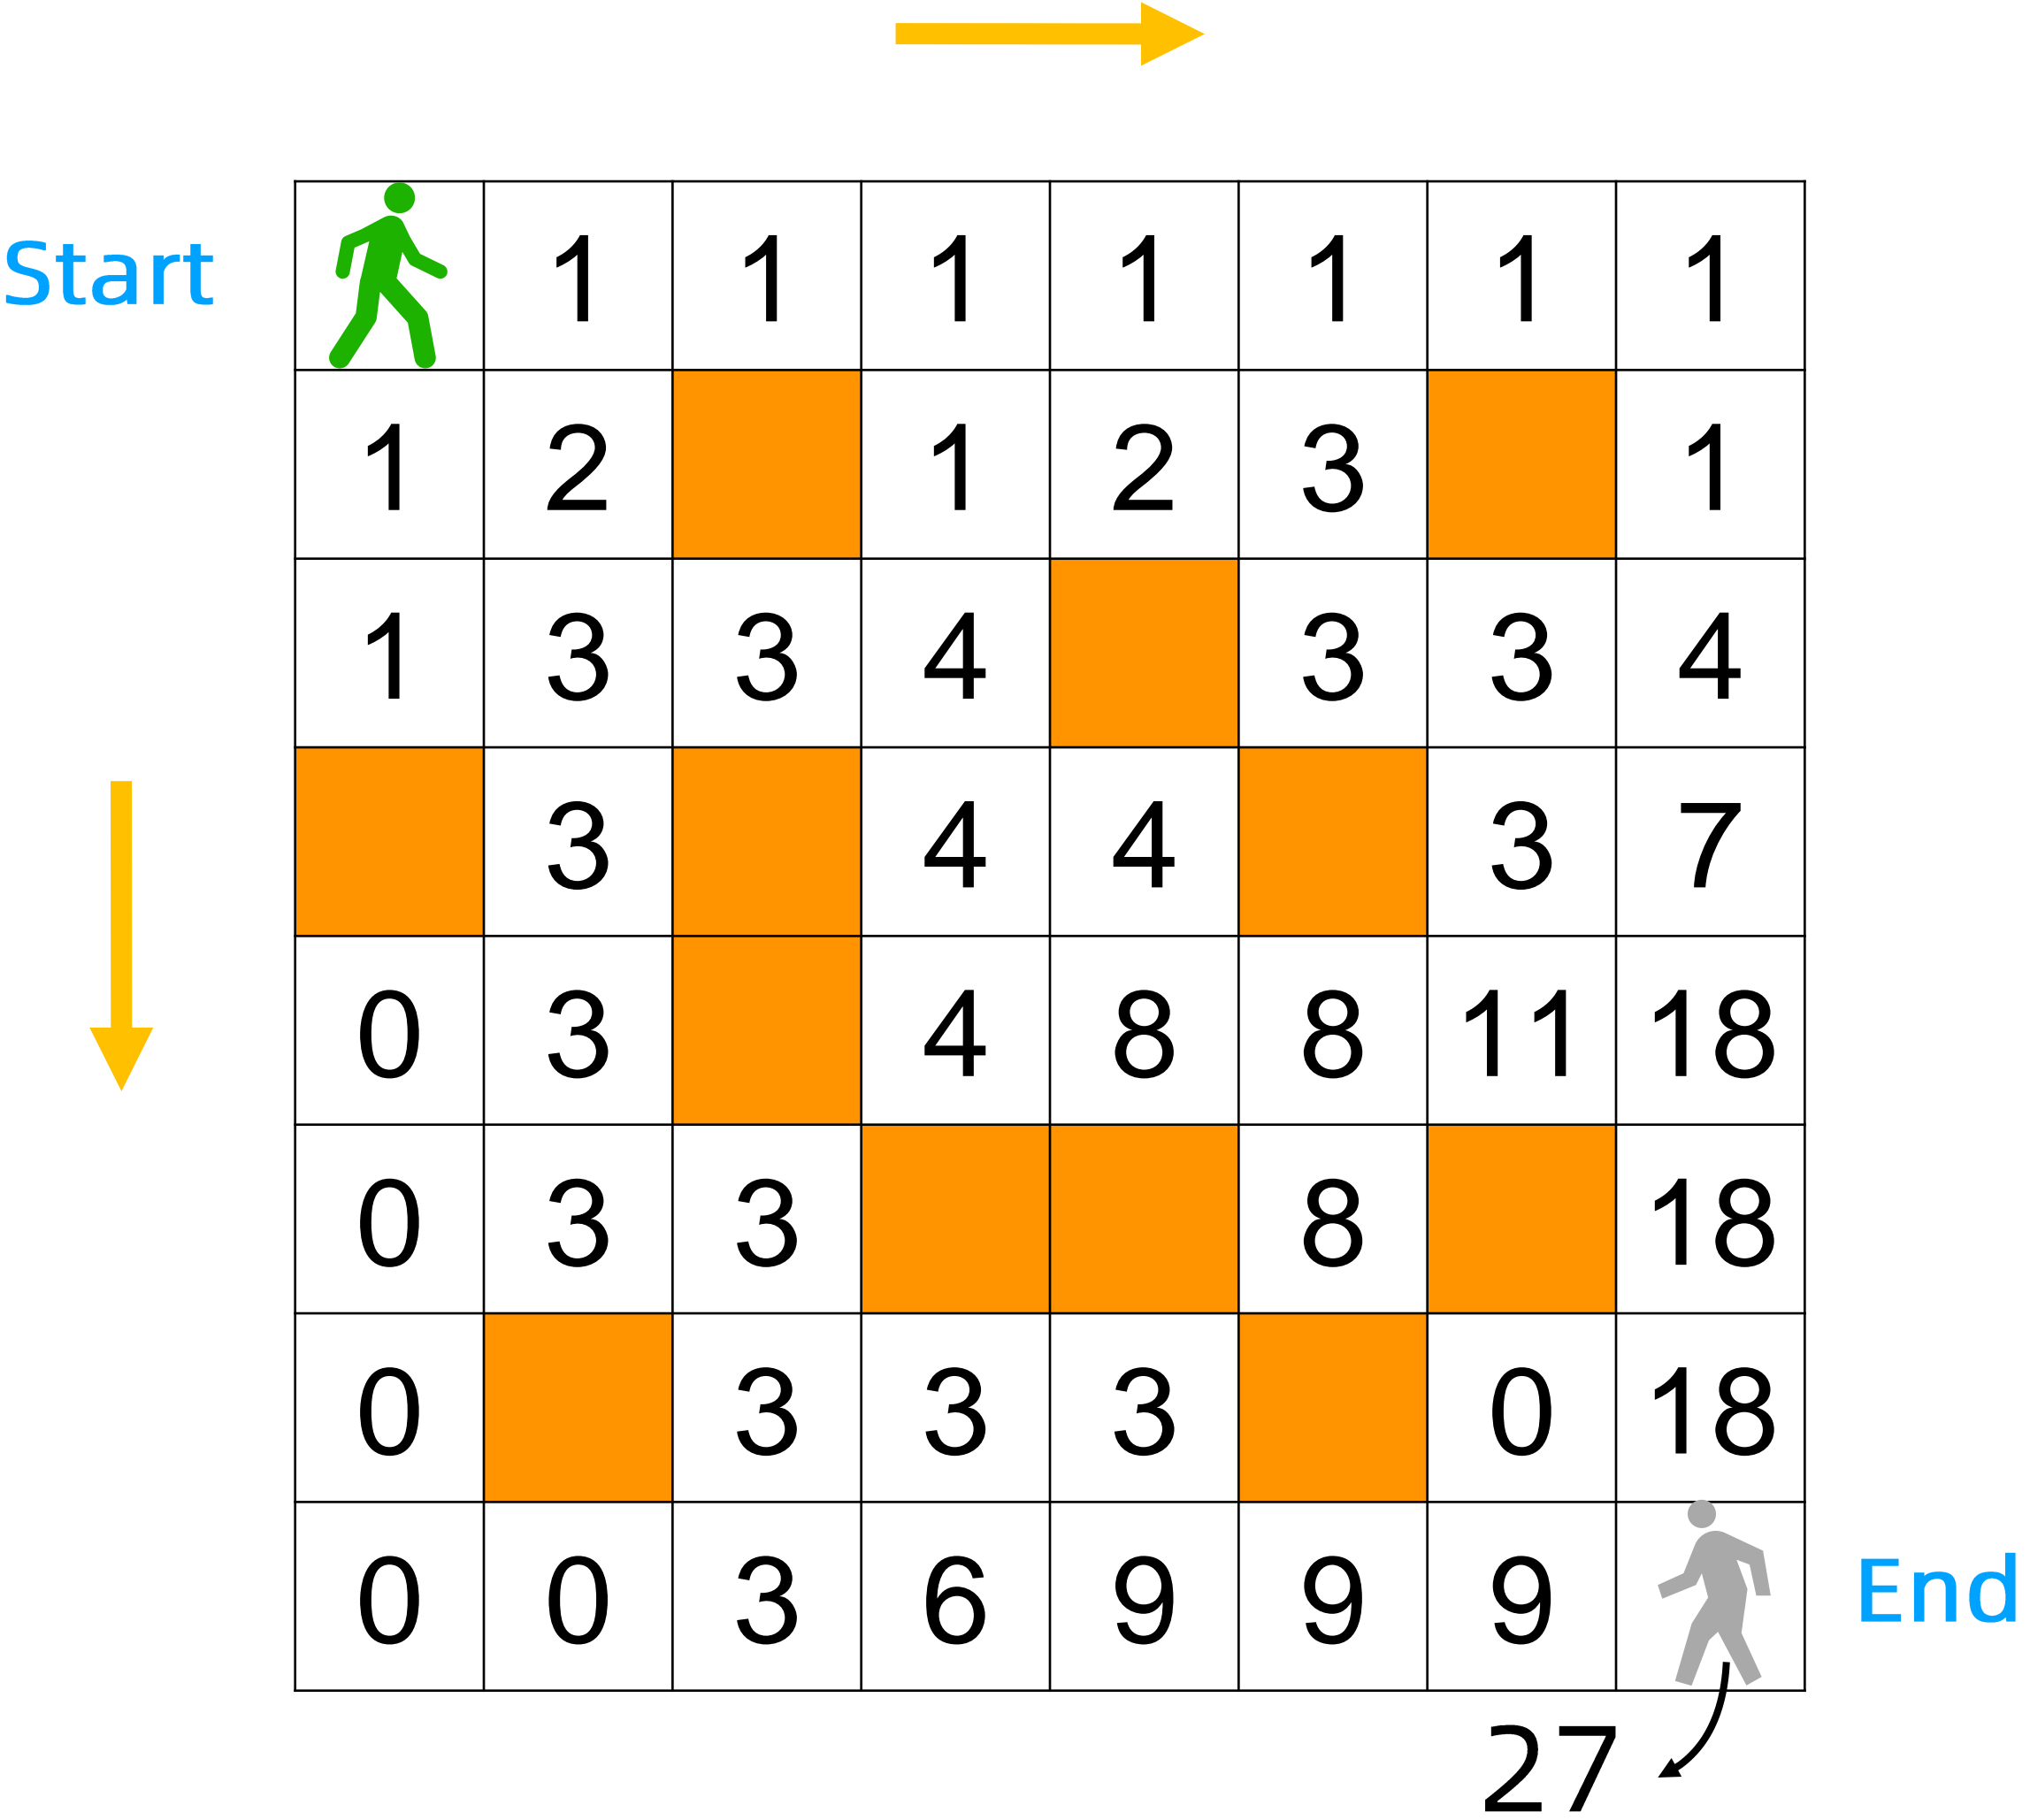 Start 1 1 1 1 1 1 1
1 2 1 2 3 1
1 3 3 4 3 3 4
3 4 4 3 7
0 3 4 8 8 11 18
0 3 3 8 18
0 3 3 3 0 18
0 0 3 6 9 9 9 End
27